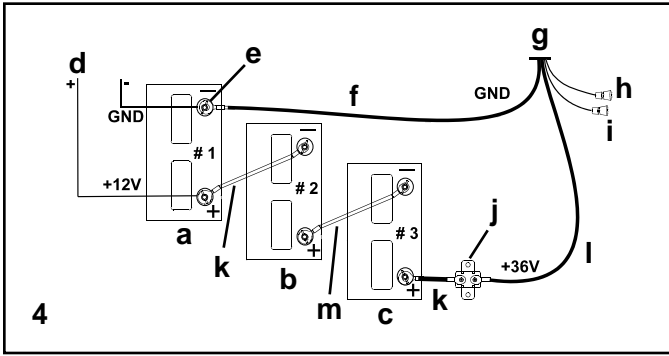 g
d
e
+
-
—
f
GND
h
GND
i
# 1
—
# 2
—
+12V
+
j
a
k
# 3
+
l
b
m
+36V
+
k
c
4